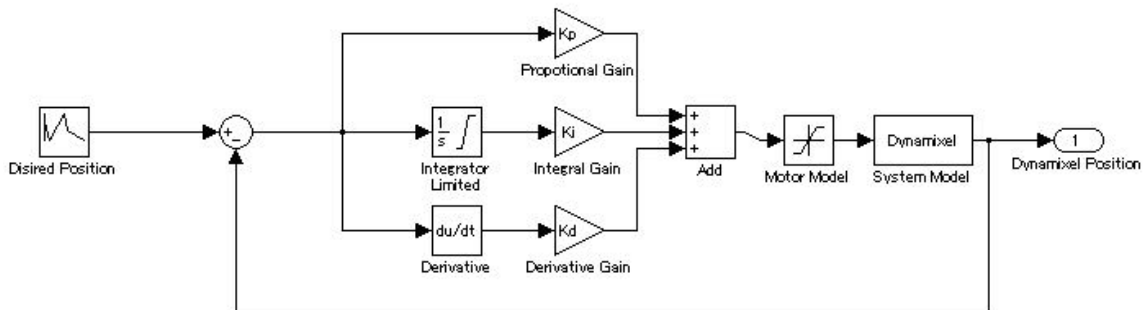 Kp
Propotional Gain
Disired Position
+
−
1
s
Integrator
Limited
Ki
Integral Gain
+
+
+
Add
Motor Model
Dynamixel
System Model
1
Dynamixel Position
du/dt
Derivative
Kd
Derivative Gain